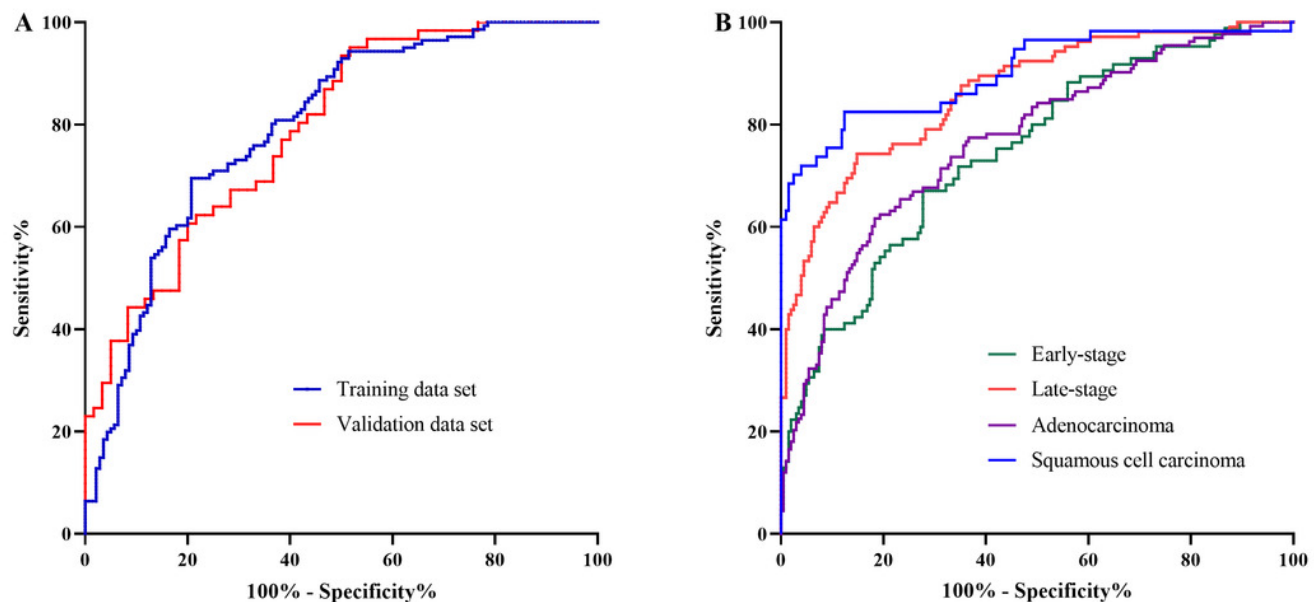 A
100
80
60
40
20
0
Sensitivity%
Training data set
Validation data set
0 20 40 60 80 100
100% - Specificity%
B
100
80
60
40
20
0
Sensitivity%
Early-stage
Late-stage
Adenocarcinoma
Squamous cell carcinoma
0 20 40 60 80 100
100% - Specificity%